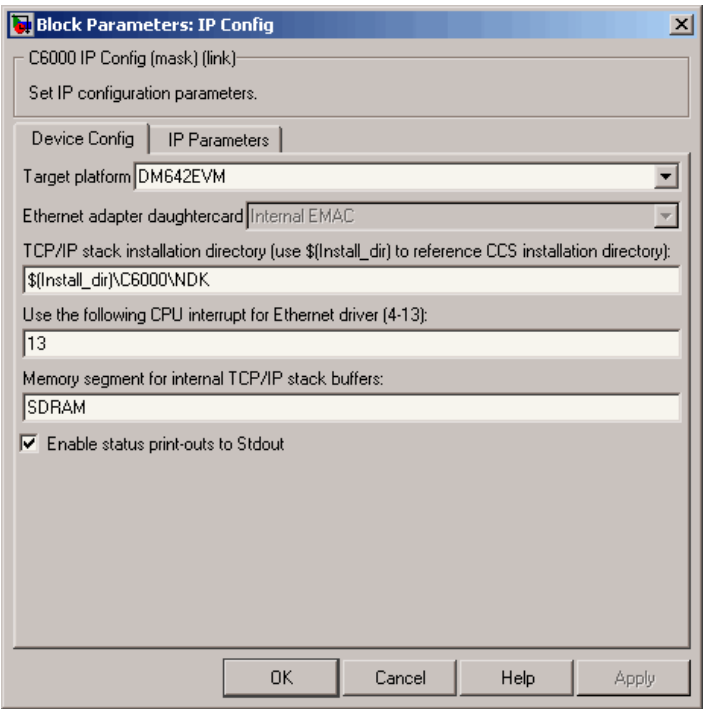 Block Parameters: IP Config
C6000 IP Config (mask) (link)
Set IP configuration parameters.
Device Config IP Parameters
Target platform DM642EVM
Ethernet adapter daughtercard Internal EMAC
TCP/IP stack installation directory (use $(Install_dir) to reference CCS installation directory):
$(Install_dir)\C6000\NDK
Use the following CPU interrupt for Ethernet driver (4-13):
13
Memory segment for internal TCP/IP stack buffers:
SDRAM
Enable status print-outs to Stdout
OK Cancel Help Apply